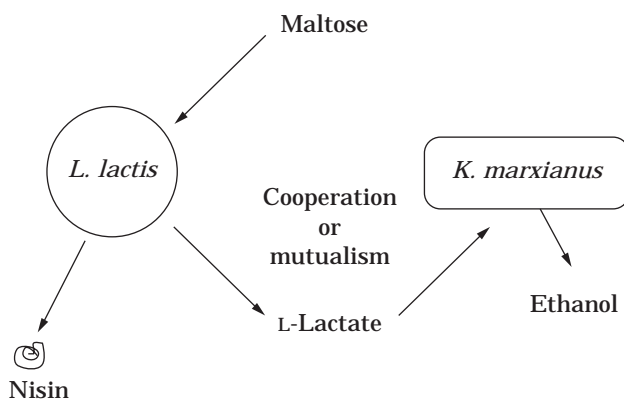 Maltose
L. lactis
K. marxianus
Cooperation
or
mutualism
L-Lactate
Ethanol
Nisin